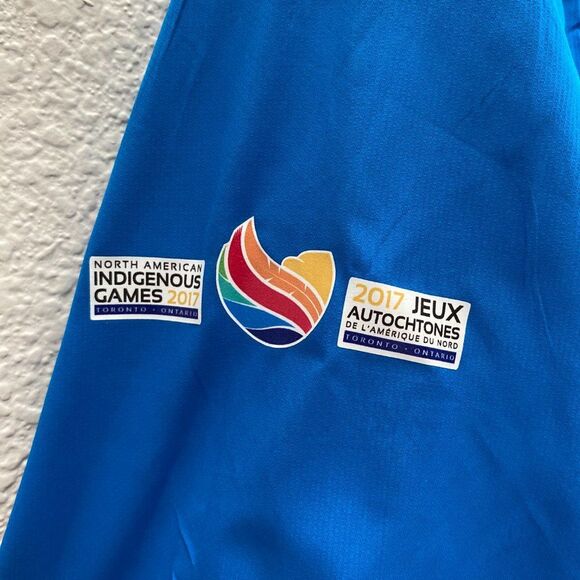 NORTH AMERICAN
INDIGENOUS
GAMES 2017
TORONTO • ONTARIO
2017 JEUX
AUTOCHTONES
DE L'AMÉRIQUE DU NORD
TORONTO • ONTARIO